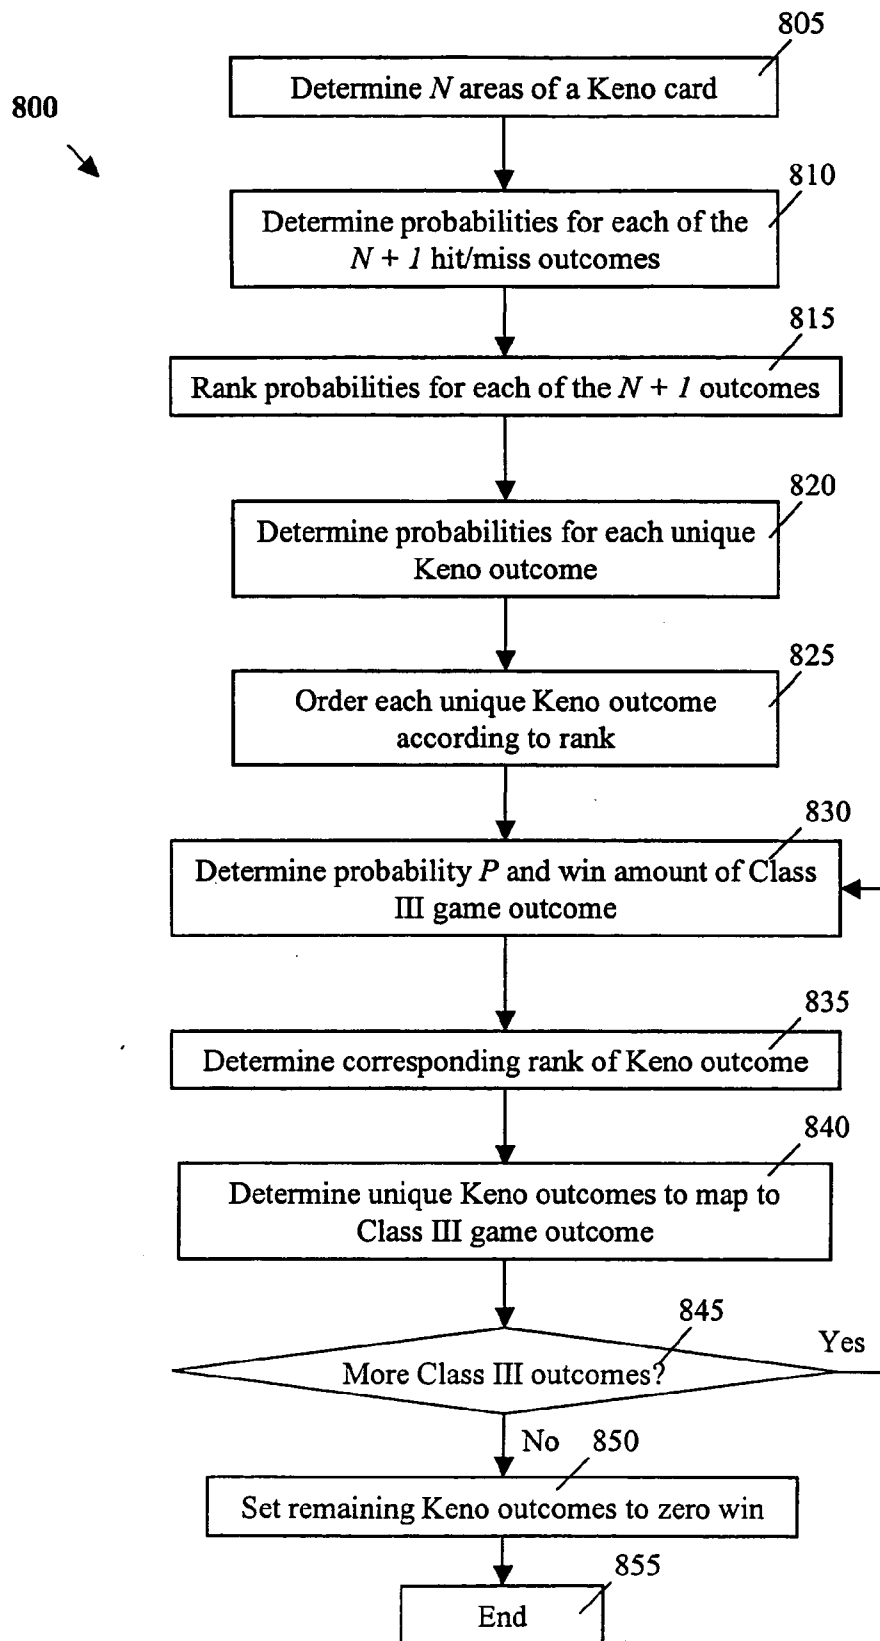 805
Determine N areas of a Keno card
800
810
Determine probabilities for each of the
N + 1 hit/miss outcomes
815
Rank probabilities for each of the N + 1 outcomes
820
Determine probabilities for each unique
Keno outcome
825
Order each unique Keno outcome
according to rank
830
Determine probability P and win amount of Class
III game outcome
835
Determine corresponding rank of Keno outcome
840
Determine unique Keno outcomes to map to
Class III game outcome
845
Yes
More Class III outcomes?
No
850
Set remaining Keno outcomes to zero win
855
End